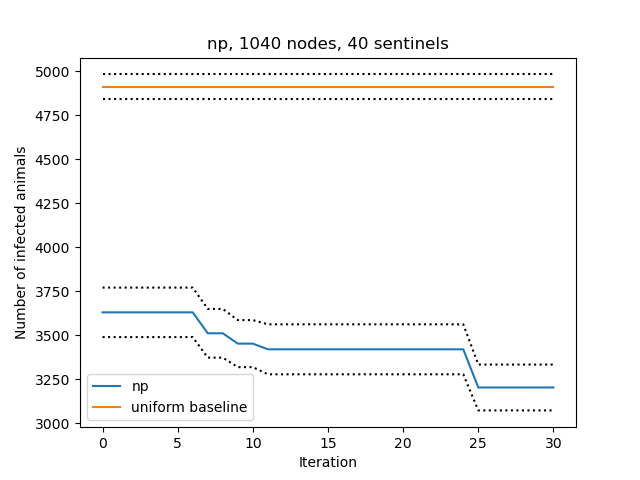 np, 1040 nodes, 40 sentinels
Number of infected animals
5000
4750
4500
4250
4000
3750
3500
3250
3000
np
uniform baseline
0 5 10 15 20 25 30
Iteration